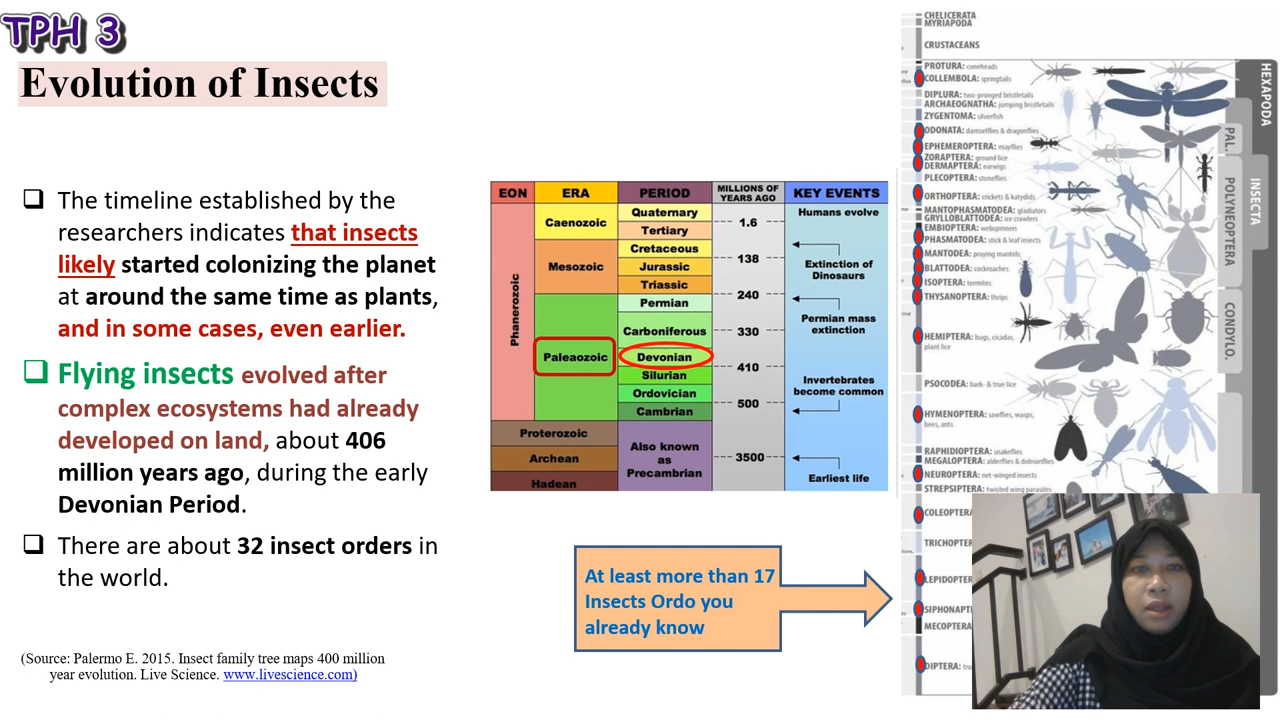 TPH 3
Evolution of Insects
❑ The timeline established by the
researchers indicates that insects
likely started colonizing the planet
at around the same time as plants,
and in some cases, even earlier.
❑ Flying insects evolved after
complex ecosystems had already
developed on land, about 406
million years ago, during the early
Devonian Period.
❑ There are about 32 insect orders in
the world.
(Source: Palermo E. 2015. Insect family tree maps 400 million
year evolution. Live Science. www.livescience.com)
EON ERA PERIOD MILLIONS OF YEARS AGO KEY EVENTS
Phanerozoic
Caenozoic
Quaternary
Tertiary
1.6
Humans evolve
Mesozoic
Cretaceous
Jurassic
Triassic
138
Extinction of
Dinosaurs
240
Paleaozoic
Permian
Carboniferous
Devonian
Silurian
Ordovician
Cambrian
330
410
500
Permian mass
extinction
Invertebrates
become common
Proterozoic
Archean
Hadean
Also known
as
Precambrian
3500
Earliest life
At least more than 17
Insects Ordo you
already know
CHELICERATA
MYRIAPODA
CRUSTACEANS
PROTURA: coneheads
COLLEMBOLA: springtails
DIPLURA: two-pronged bristletails
ARCHAEOGNATHA: jumping bristletails
ZYGENTOMA: silverfish
ODONATA: damselflies & dragonflies
EPHEMEROPTERA: mayflies
ZORAPTERA: ground lice
DERMAPTERA: earwigs
PLECOPTERA: stoneflies
ORTHOPTERA: crickets & katydids
MANTOPHASMATODEA: gladiators
GRYLLOBLATTODEA: ice crawlers
EMBIOPTERA: webspinners
PHASMATODEA: stick & leaf insects
MANTODEA: praying mantids
BLATTODEA: cockroaches
ISOPTERA: termites
THYSANOPTERA: thrips
HEMIPTERA: bugs, cicadas,
plant lice
PSOCODEA: bark- & true lice
HYMENOPTERA: sawflies, wasps,
bees, ants
RAPHIDIOPTERA: snakeflies
MEGALOPTERA: alderflies & dobsonflies
NEUROPTERA: net-winged insects
STREPSIPTERA: twisted wing parasites
COLEOPTERA
TRICHOPTER
LEPIDOPTER
SIPHONAPT
MECOPTERA
DIPTERA: tru
HEXAPODA
INSECTA
PAL.
POLYNEOPTERA
CONDYLO.